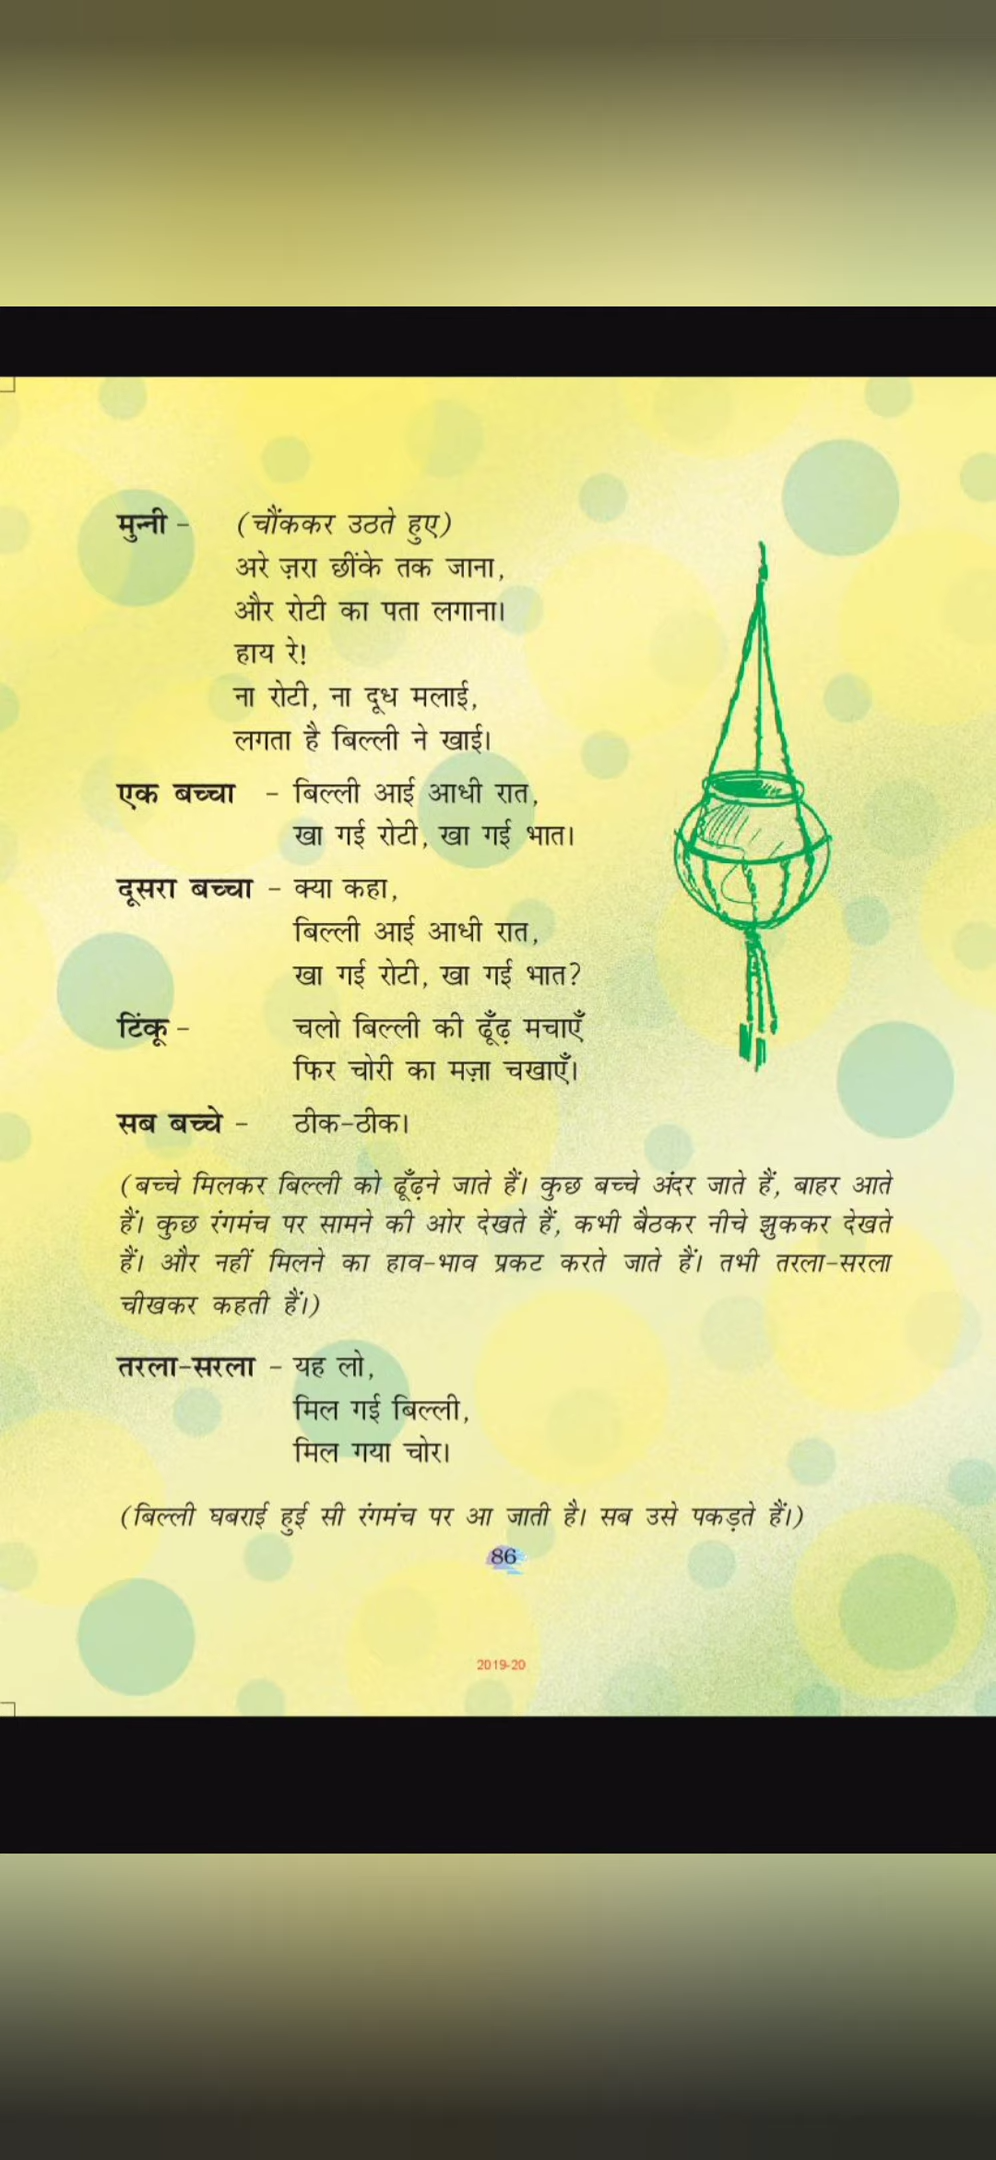 मुन्नी - (चौंककर उठते हुए)
अरे ज़रा छींके तक जाना,
और रोटी का पता लगाना।
हाय रे!
ना रोटी, ना दूध मलाई,
लगता है बिल्ली ने खाई।
एक बच्चा - बिल्ली आई आधी रात,
खा गई रोटी, खा गई भात।
दूसरा बच्चा - क्या कहा,
बिल्ली आई आधी रात,
खा गई रोटी, खा गई भात?
टिंकू - चलो बिल्ली की ढूँढ़ मचाएँ
फिर चोरी का मज़ा चखाएँ।
सब बच्चे - ठीक-ठीक।
(बच्चे मिलकर बिल्ली को ढूँढ़ने जाते हैं। कुछ बच्चे अंदर जाते हैं, बाहर आते
हैं। कुछ रंगमंच पर सामने की ओर देखते हैं, कभी बैठकर नीचे झुककर देखते
हैं। और नहीं मिलने का हाव-भाव प्रकट करते जाते हैं। तभी तरला-सरला
चीखकर कहती हैं।)
तरला-सरला - यह लो,
मिल गई बिल्ली,
मिल गया चोर।
(बिल्ली घबराई हुई सी रंगमंच पर आ जाती है। सब उसे पकड़ते हैं।)
86
2019-20